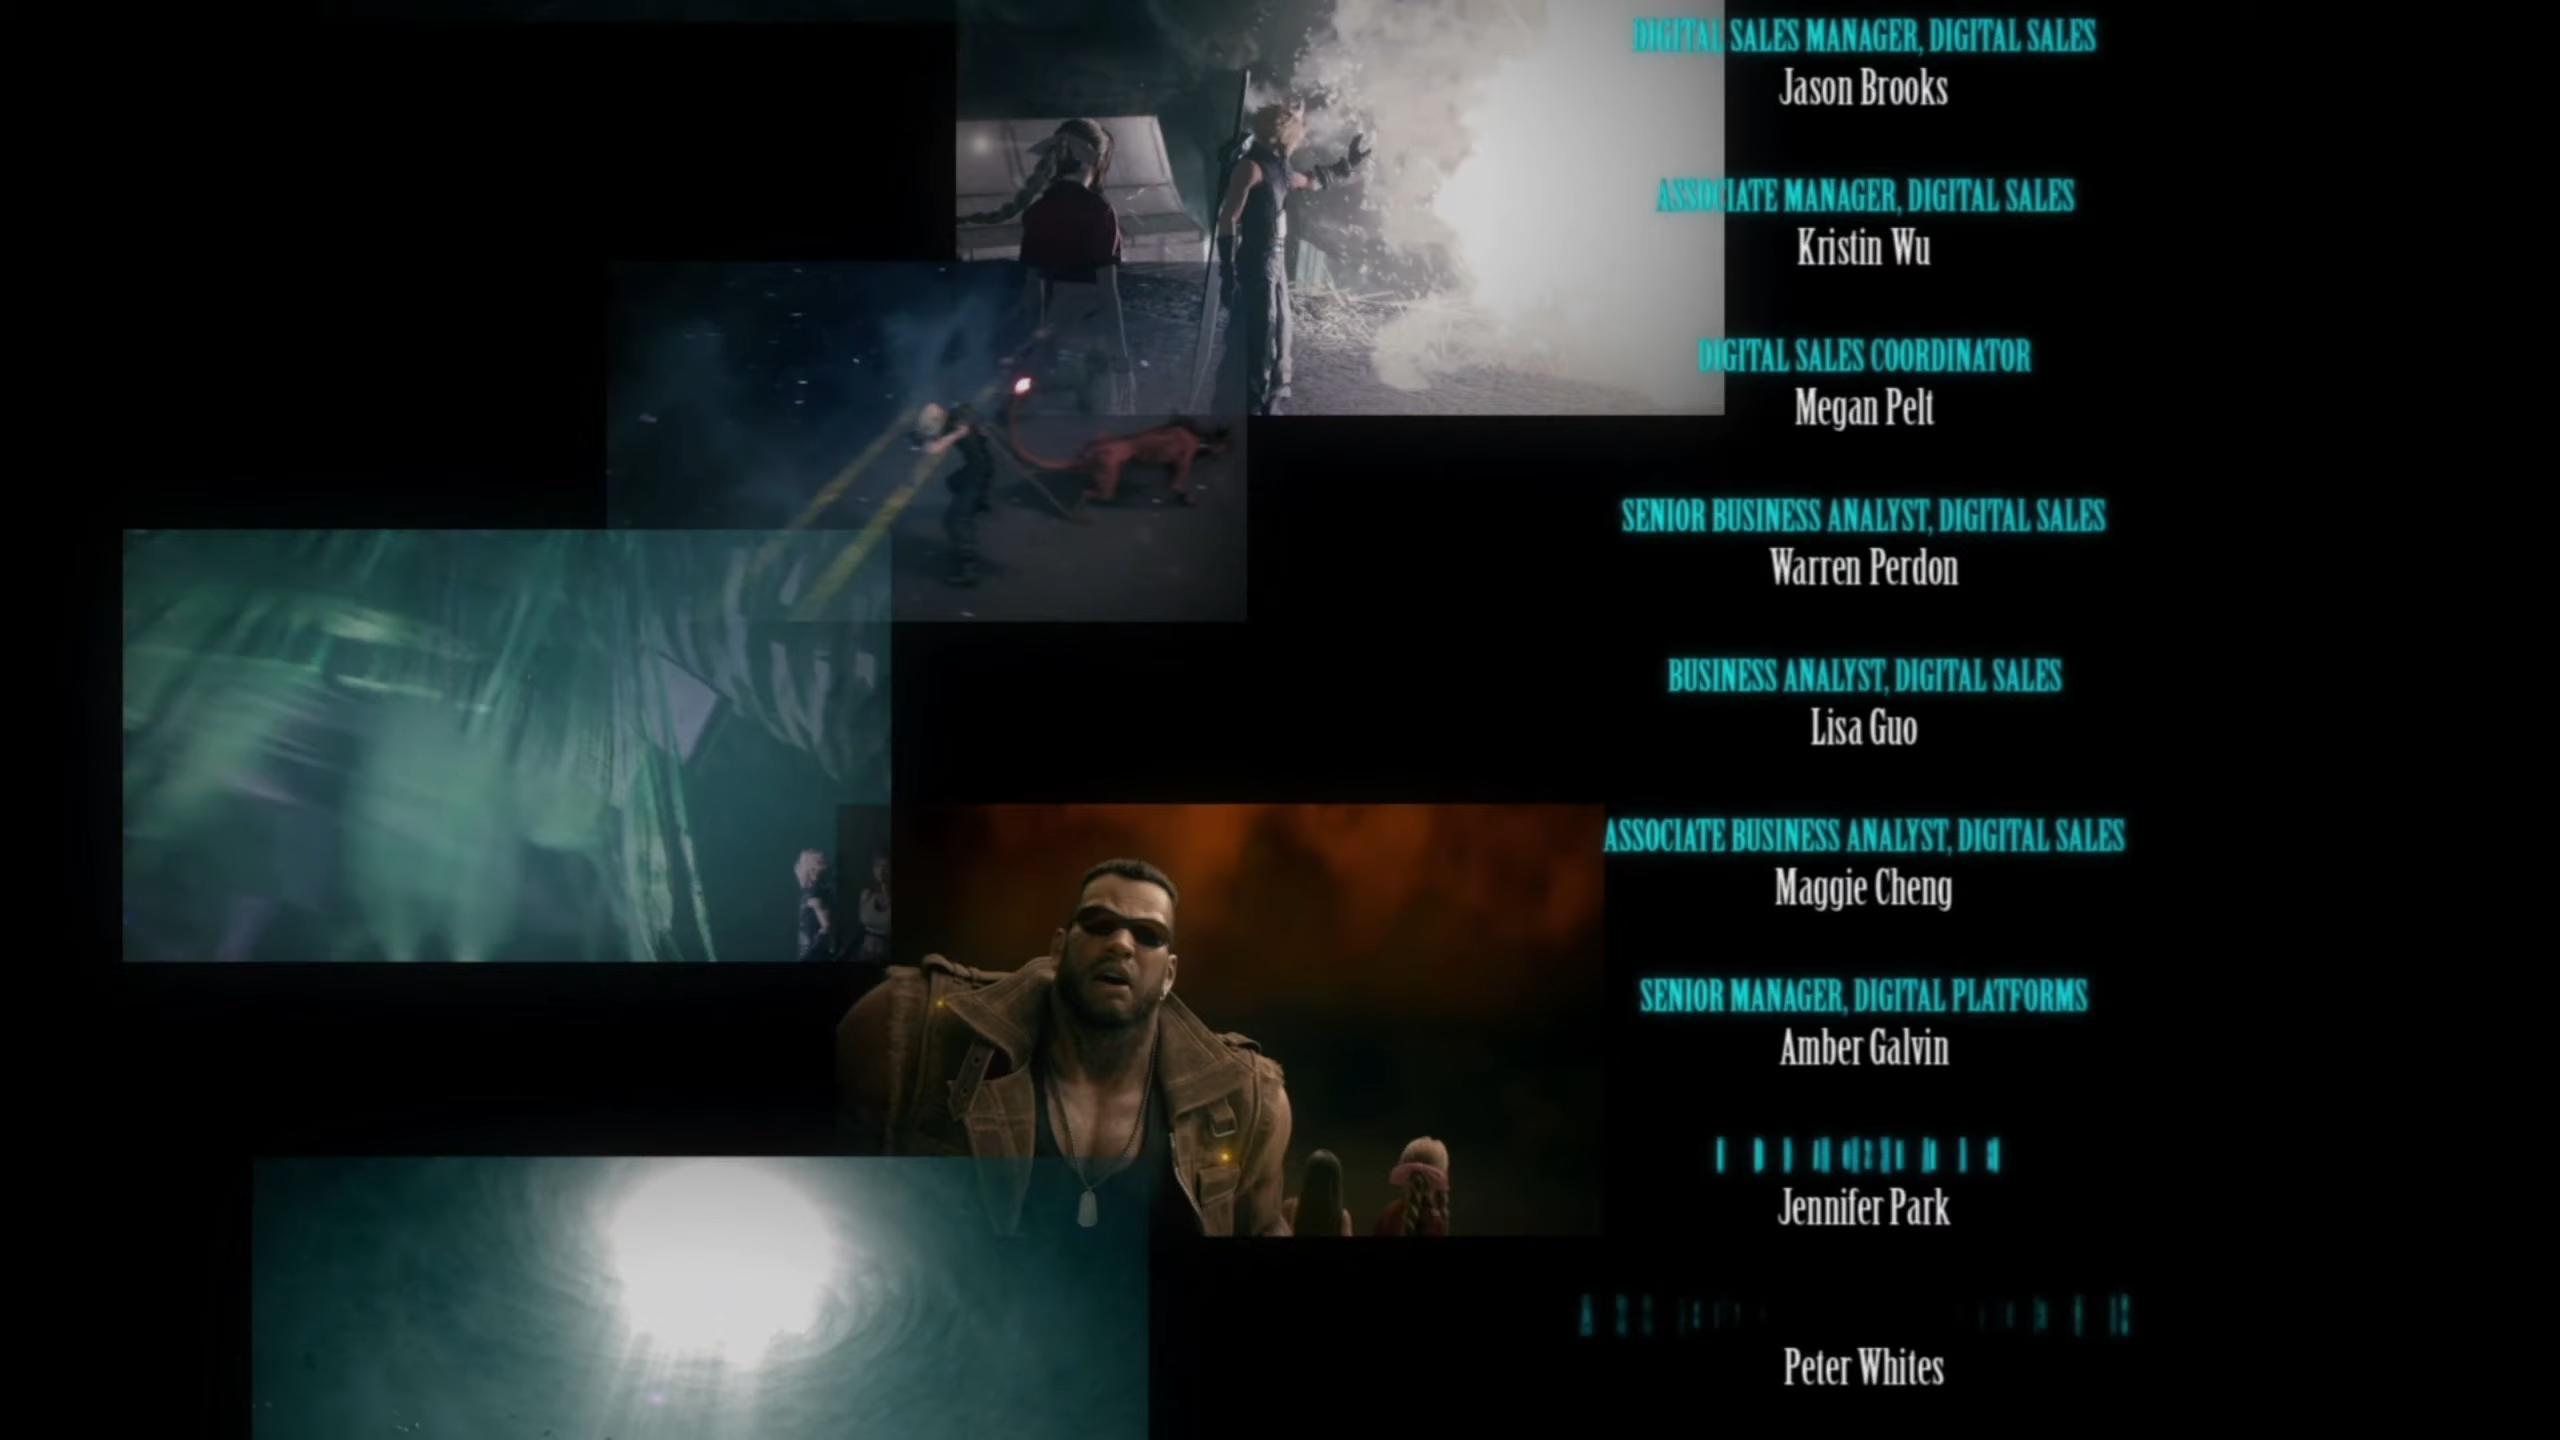 DIGITAL SALES MANAGER, DIGITAL SALES
Jason Brooks
ASSOCIATE MANAGER, DIGITAL SALES
Kristin Wu
DIGITAL SALES COORDINATOR
Megan Pelt
SENIOR BUSINESS ANALYST, DIGITAL SALES
Warren Perdon
BUSINESS ANALYST, DIGITAL SALES
Lisa Guo
ASSOCIATE BUSINESS ANALYST, DIGITAL SALES
Maggie Cheng
SENIOR MANAGER, DIGITAL PLATFORMS
Amber Galvin
Jennifer Park
Peter Whites